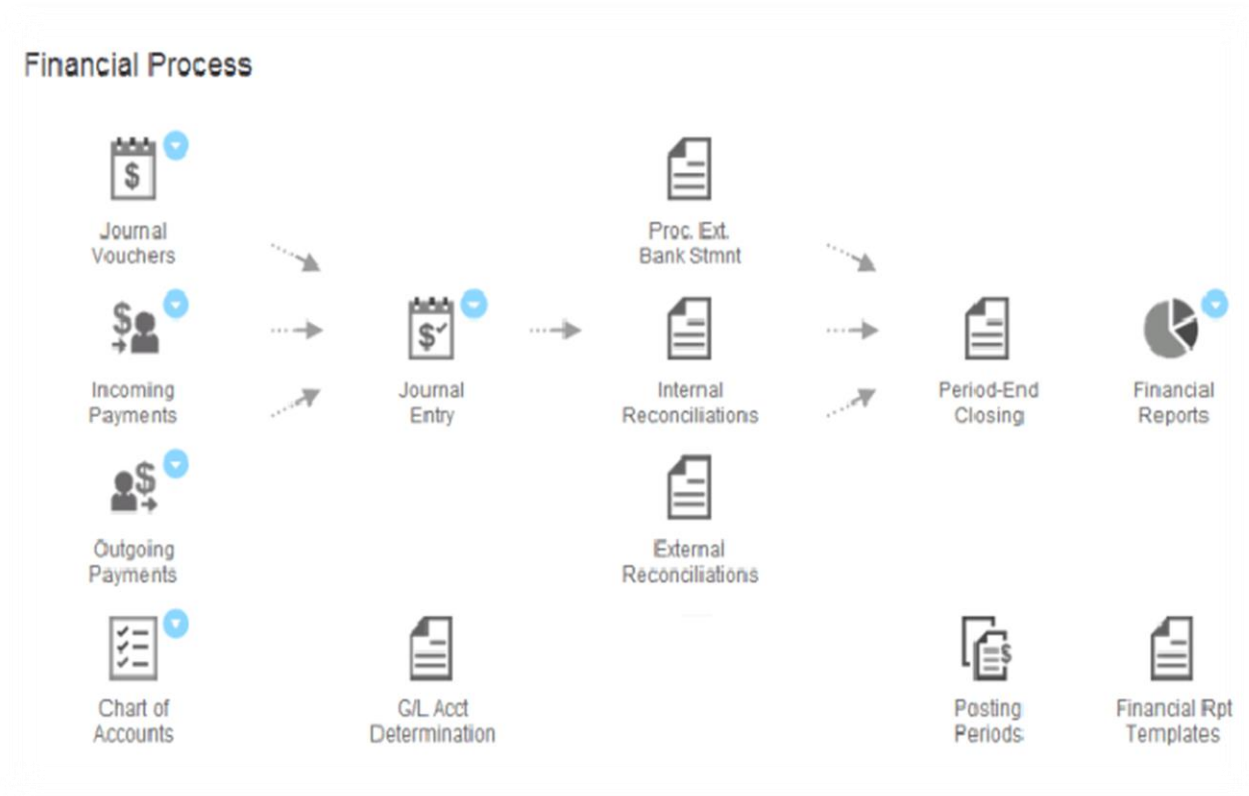 Financial Process
Journal
Vouchers
Proc. Ext.
Bank Stmnt
Incoming
Payments
Journal
Entry
Internal
Reconciliations
Period-End
Closing
Financial
Reports
Outgoing
Payments
External
Reconciliations
Chart of
Accounts
G/L Acct
Determination
Posting
Periods
Financial Rpt
Templates